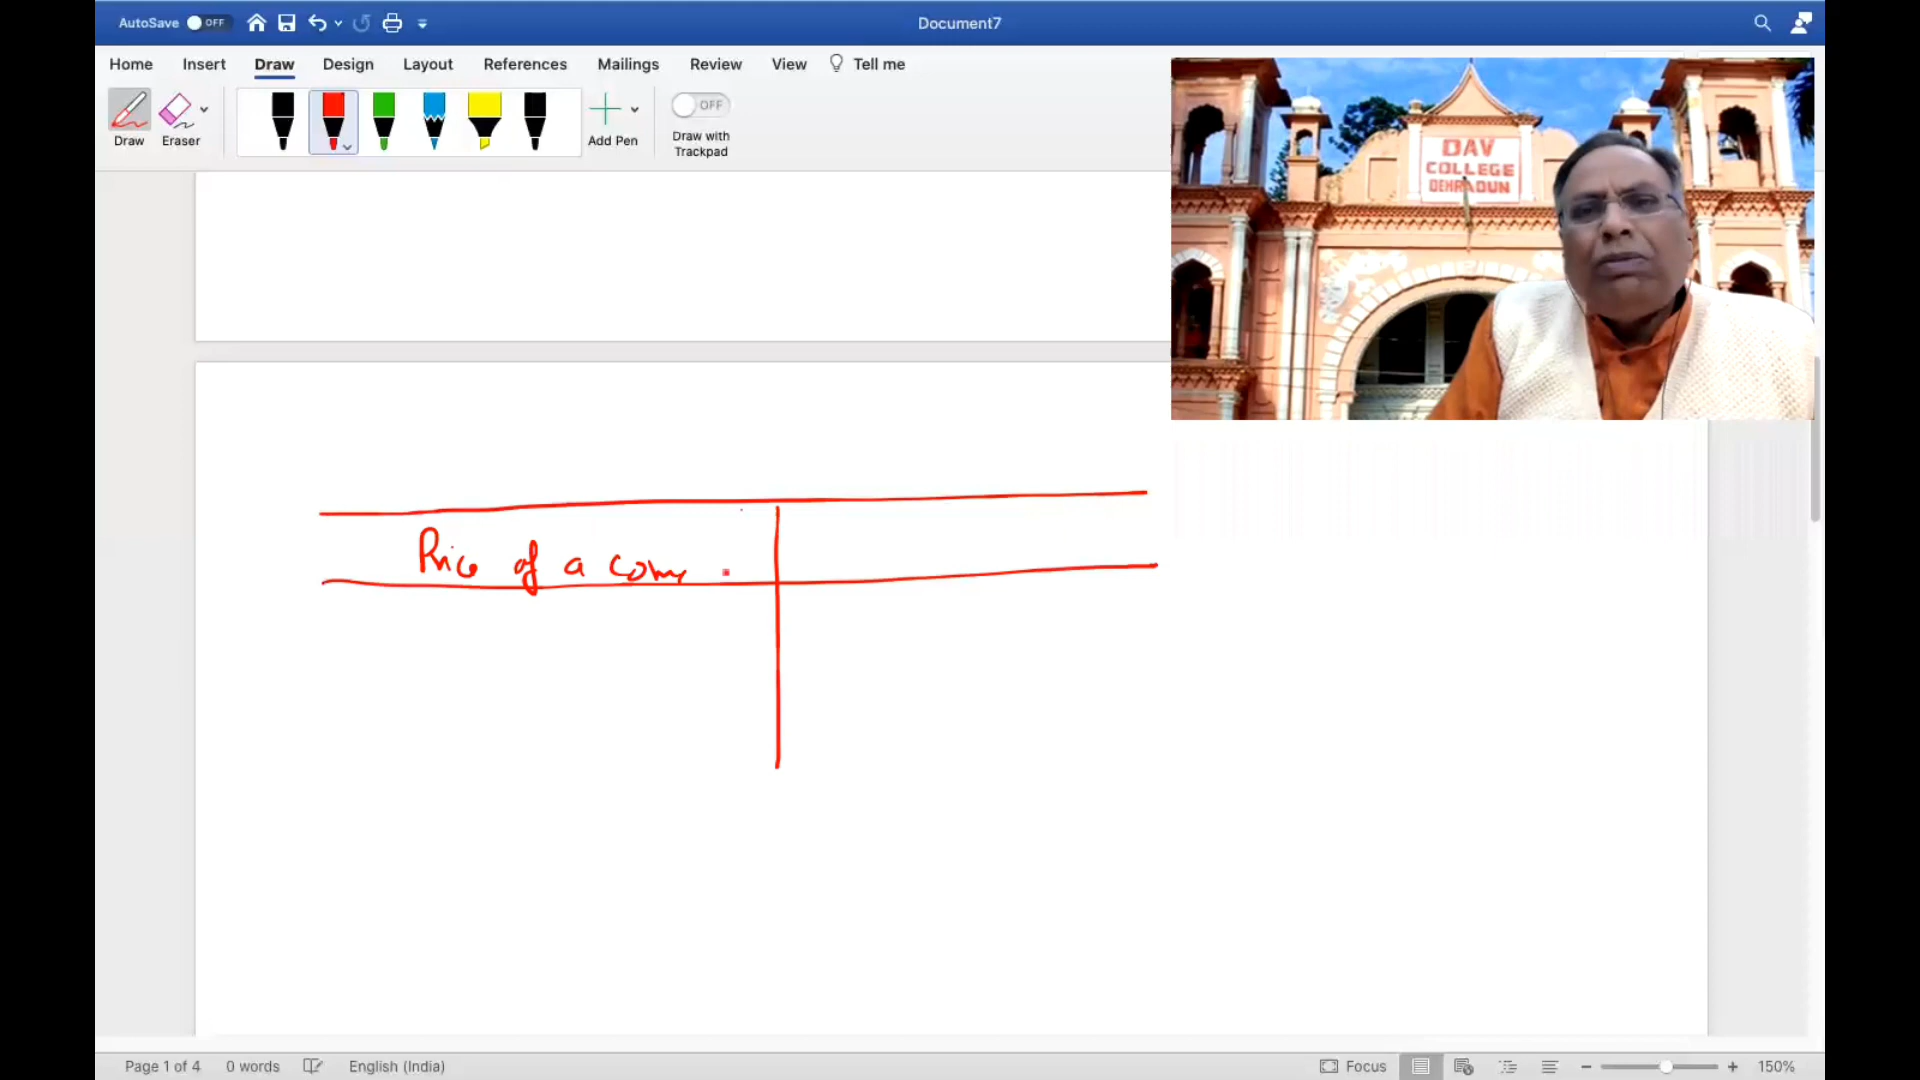 AutoSave OFF Document7
Home Insert Draw Design Layout References Mailings Review View Tell me
OFF
Draw Eraser Add Pen Draw with Trackpad
DAV
COLLEGE
DEHRADUN
Price of a com
Page 1 of 4 0 words English (India) Focus 150%